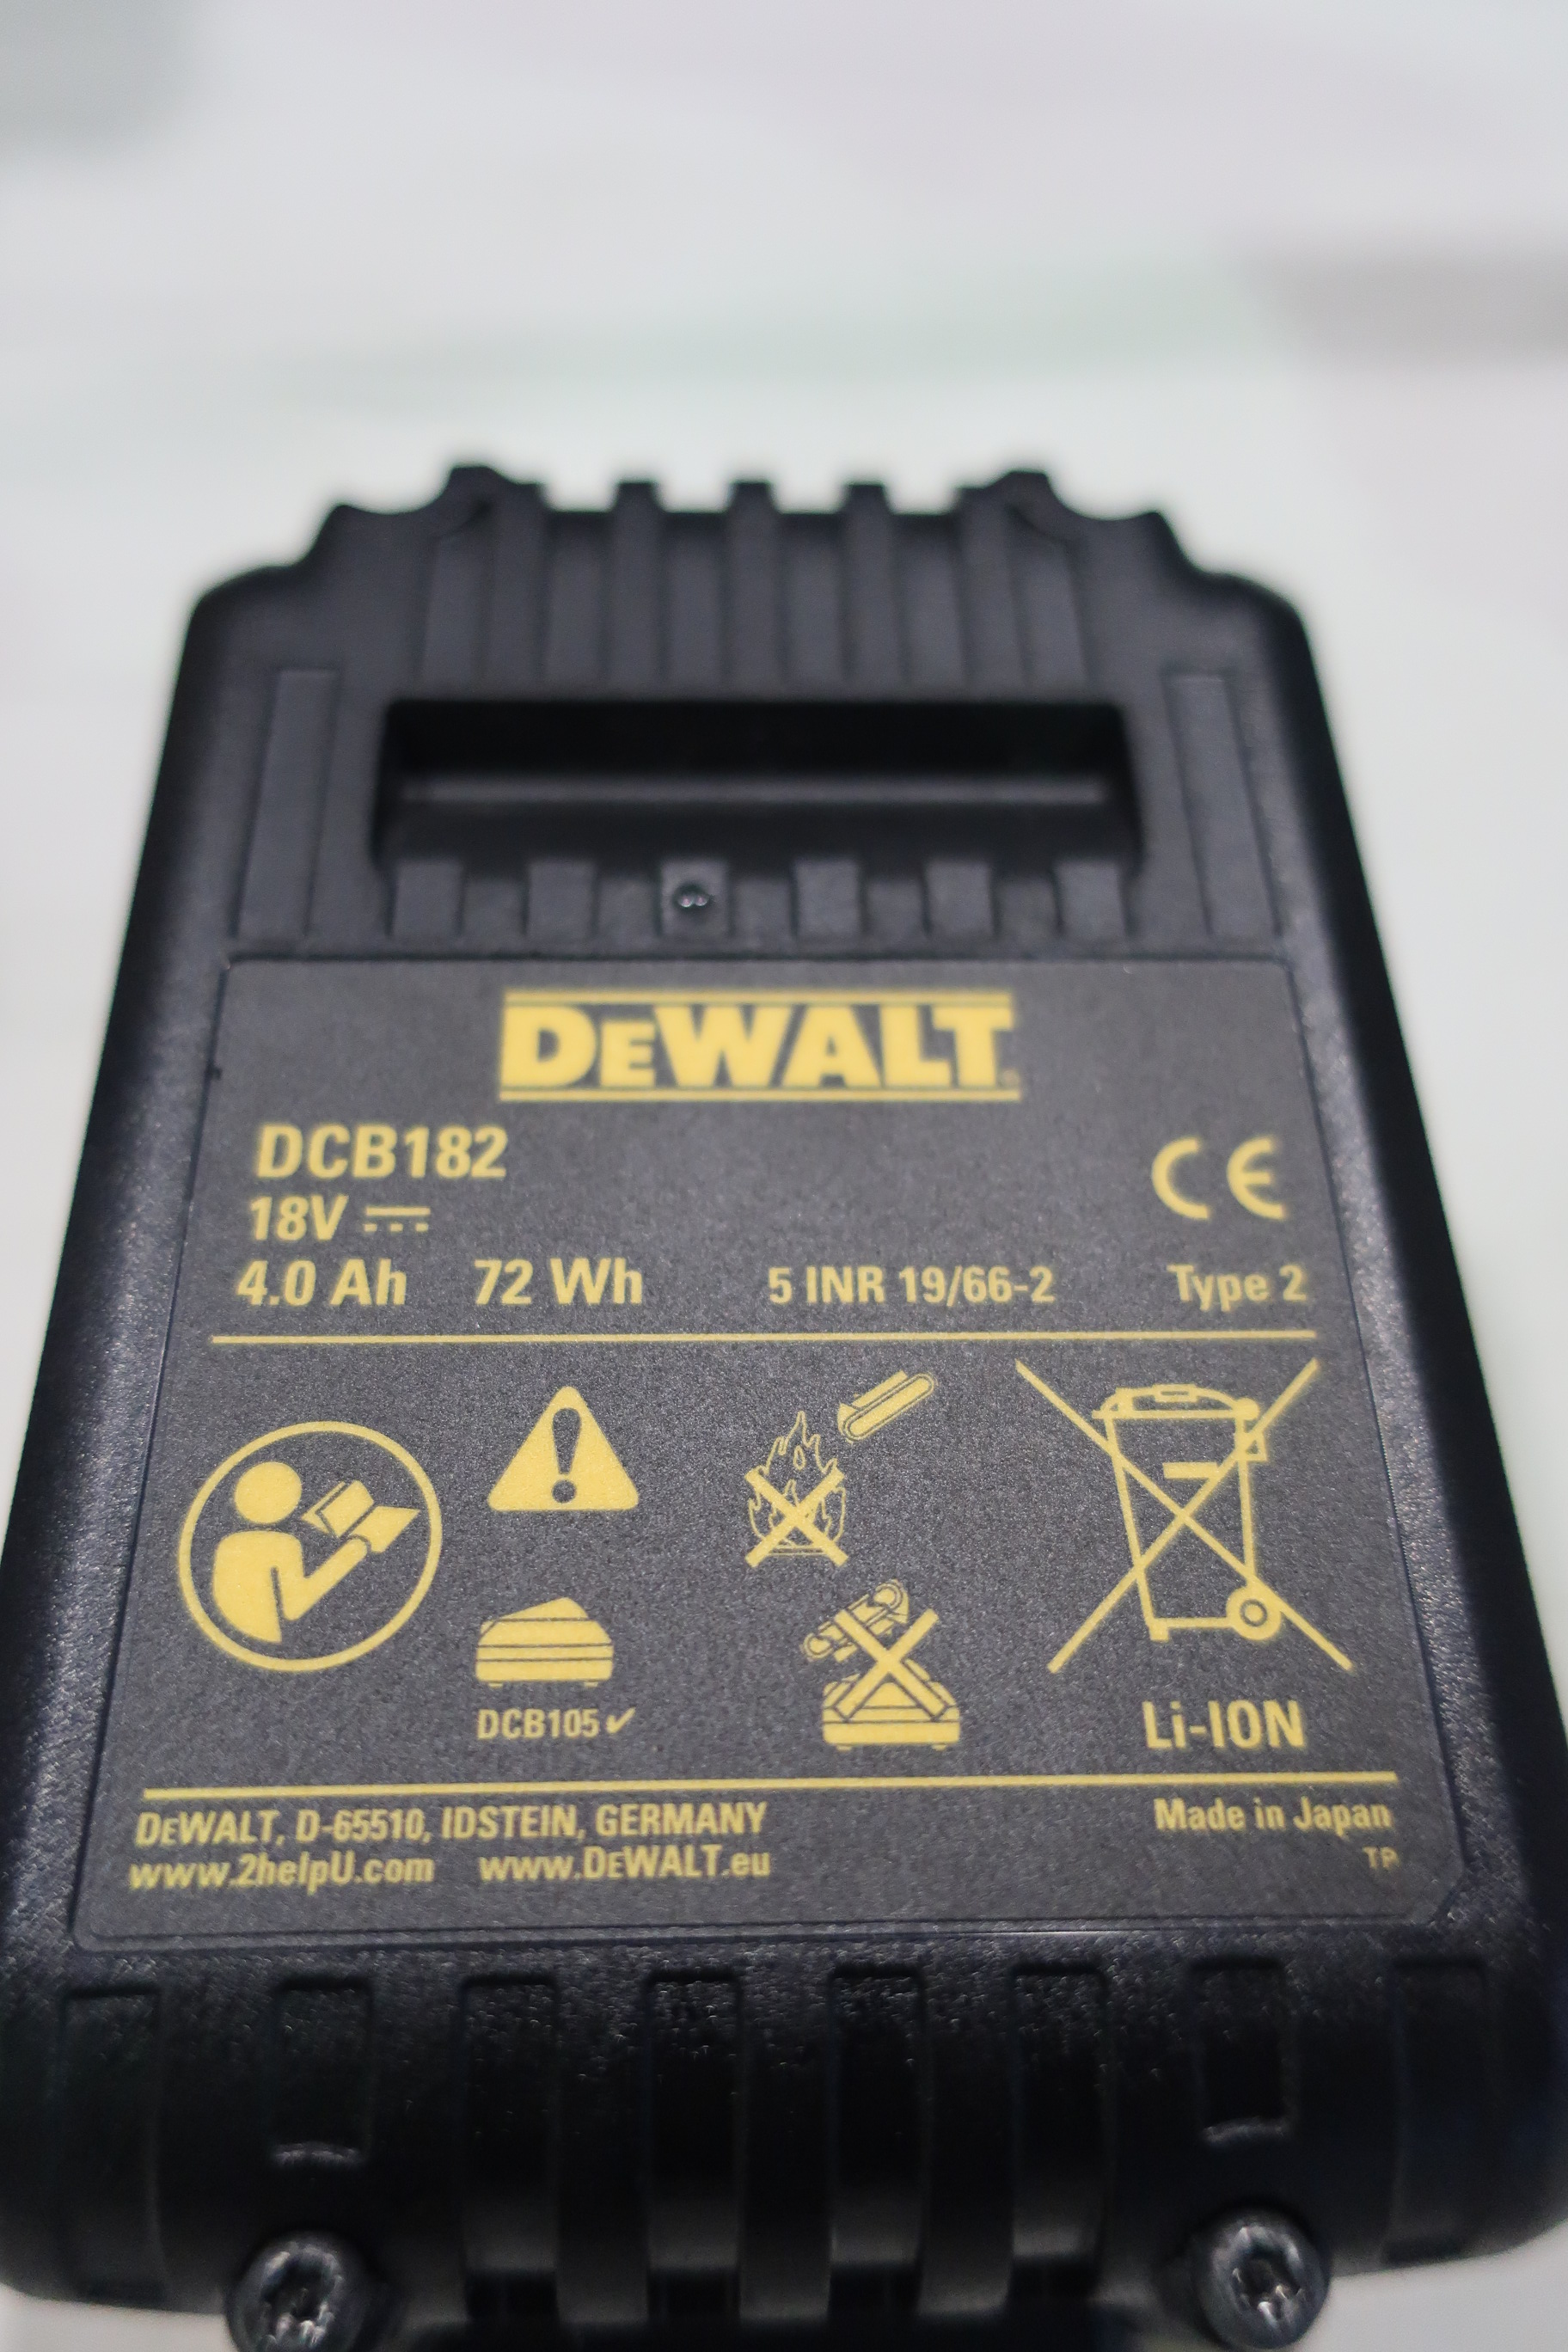 DEWALT
DCB182
CE
18V
4.0 Ah 72 Wh 5 INR 19/66-2 Type 2
DCB105✓
Li-ION
DEWALT, D-65510, IDSTEIN, GERMANY
Made in Japan
www.2helpU.com www.DEWALT.eu
TP